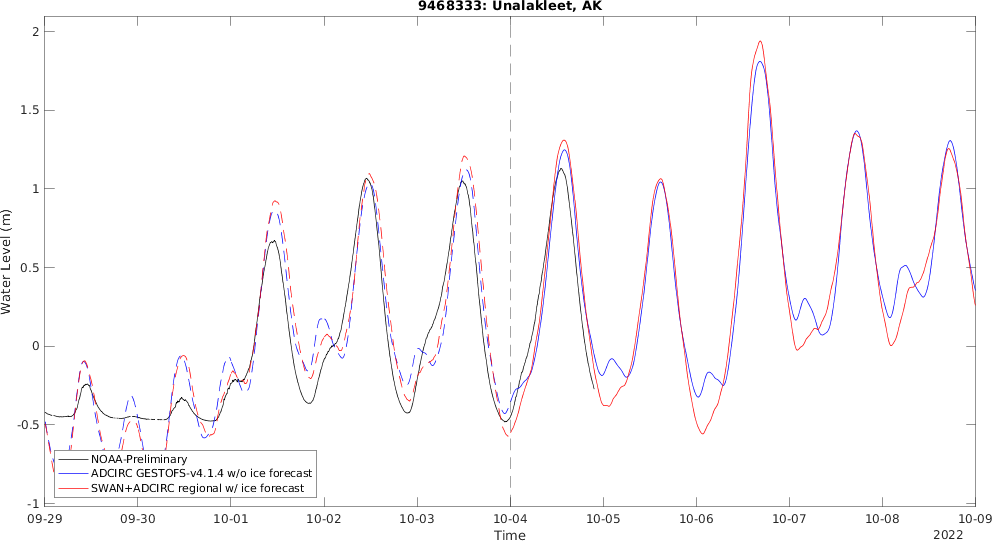 9468333: Unalakleet, AK
Water Level (m)
2
1.5
1
0.5
0
-0.5
-1
NOAA-Preliminary
ADCIRC GESTOFS-v4.1.4 w/o ice forecast
SWAN+ADCIRC regional w/ ice forecast
09-29 09-30 10-01 10-02 10-03 10-04 10-05 10-06 10-07 10-08 10-09
Time
2022